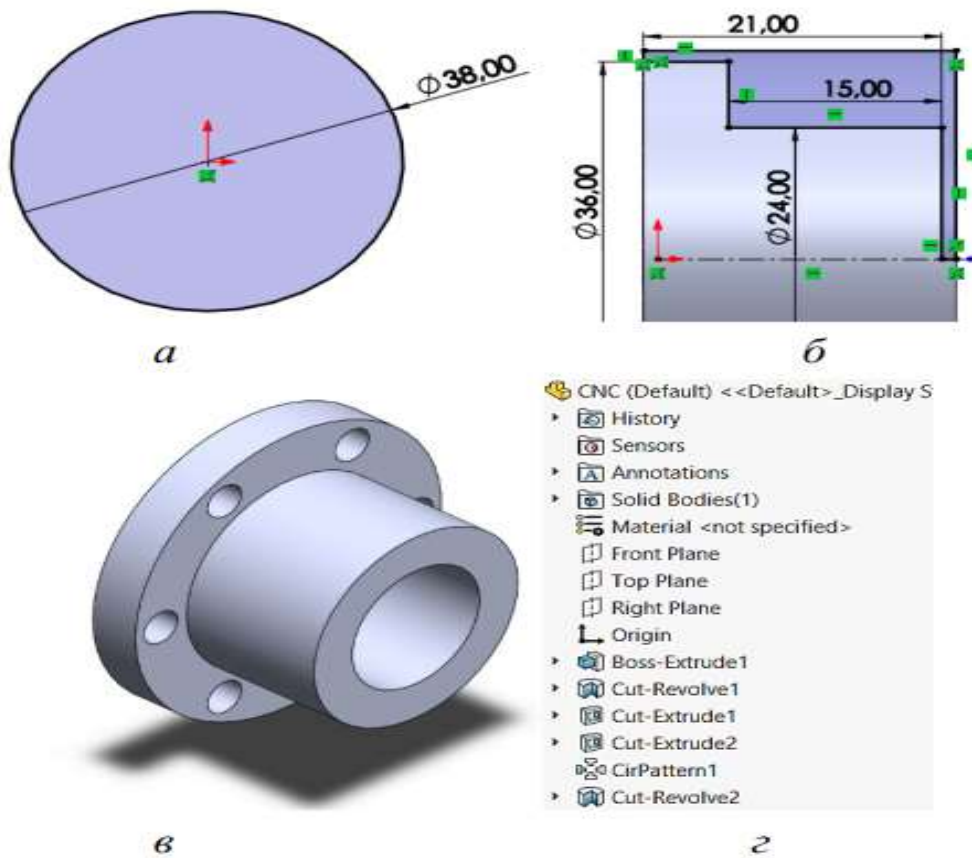 Ø38,00
21,00
15,00
Ø36,00
Ø24,00
а
б
CNC (Default) <<Default>_Display S
History
Sensors
Annotations
Solid Bodies(1)
Material <not specified>
Front Plane
Top Plane
Right Plane
Origin
Boss-Extrude1
Cut-Revolve1
Cut-Extrude1
Cut-Extrude2
CirPattern1
Cut-Revolve2
в
г